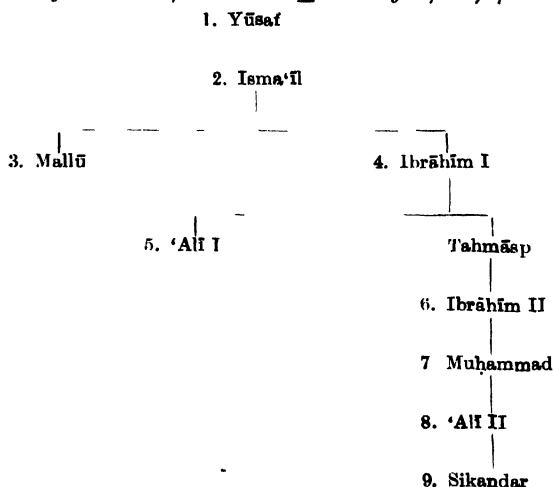 1. Yūsaf
2. Isma‘īl
3. Mallū
4. Ibrāhīm I
5. ‘Alī I
Tahmāsp
6. Ibrāhīm II
7 Muḥammad
8. ‘Alī II
9. Sikandar